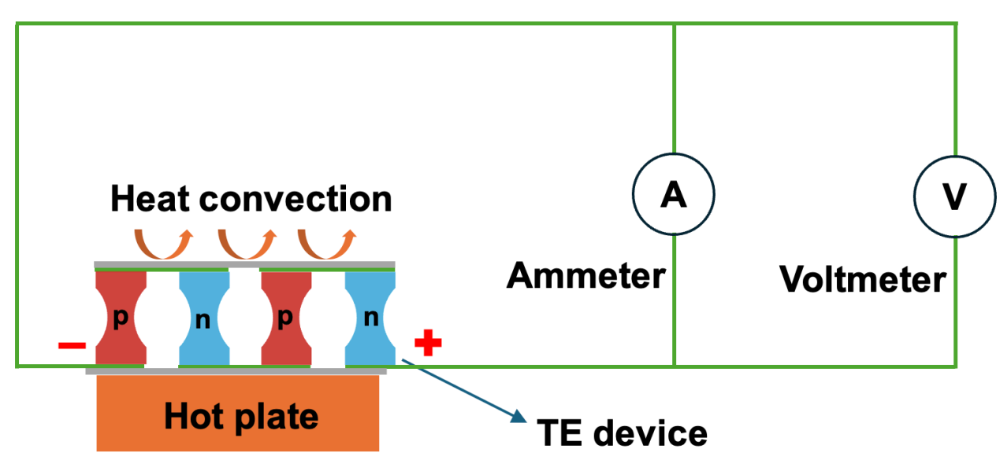 A
V
Heat convection
Ammeter
Voltmeter
p
n
p
n
−
+
Hot plate
TE device